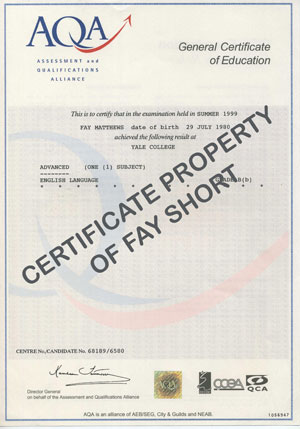 AQA
ASSESSMENT and
QUALIFICATIONS
ALLIANCE
General Certificate
of Education
This is to certify that in the examination held in SUMMER 1999
FAY MATTHEWS date of birth 29 JULY 1980
achieved the following result at
YALE COLLEGE
ADVANCED (ONE (1) SUBJECT)
ENGLISH LANGUAGE GRADE B(b)
CERTIFICATE PROPERTY
OF FAY SHORT
CENTRE No/CANDIDATE No. 68189/6580
Director General
on behalf of the Assessment and Qualifications Alliance
QCA
AQA is an alliance of AEB/SEG, City & Guilds and NEAB.
1056947